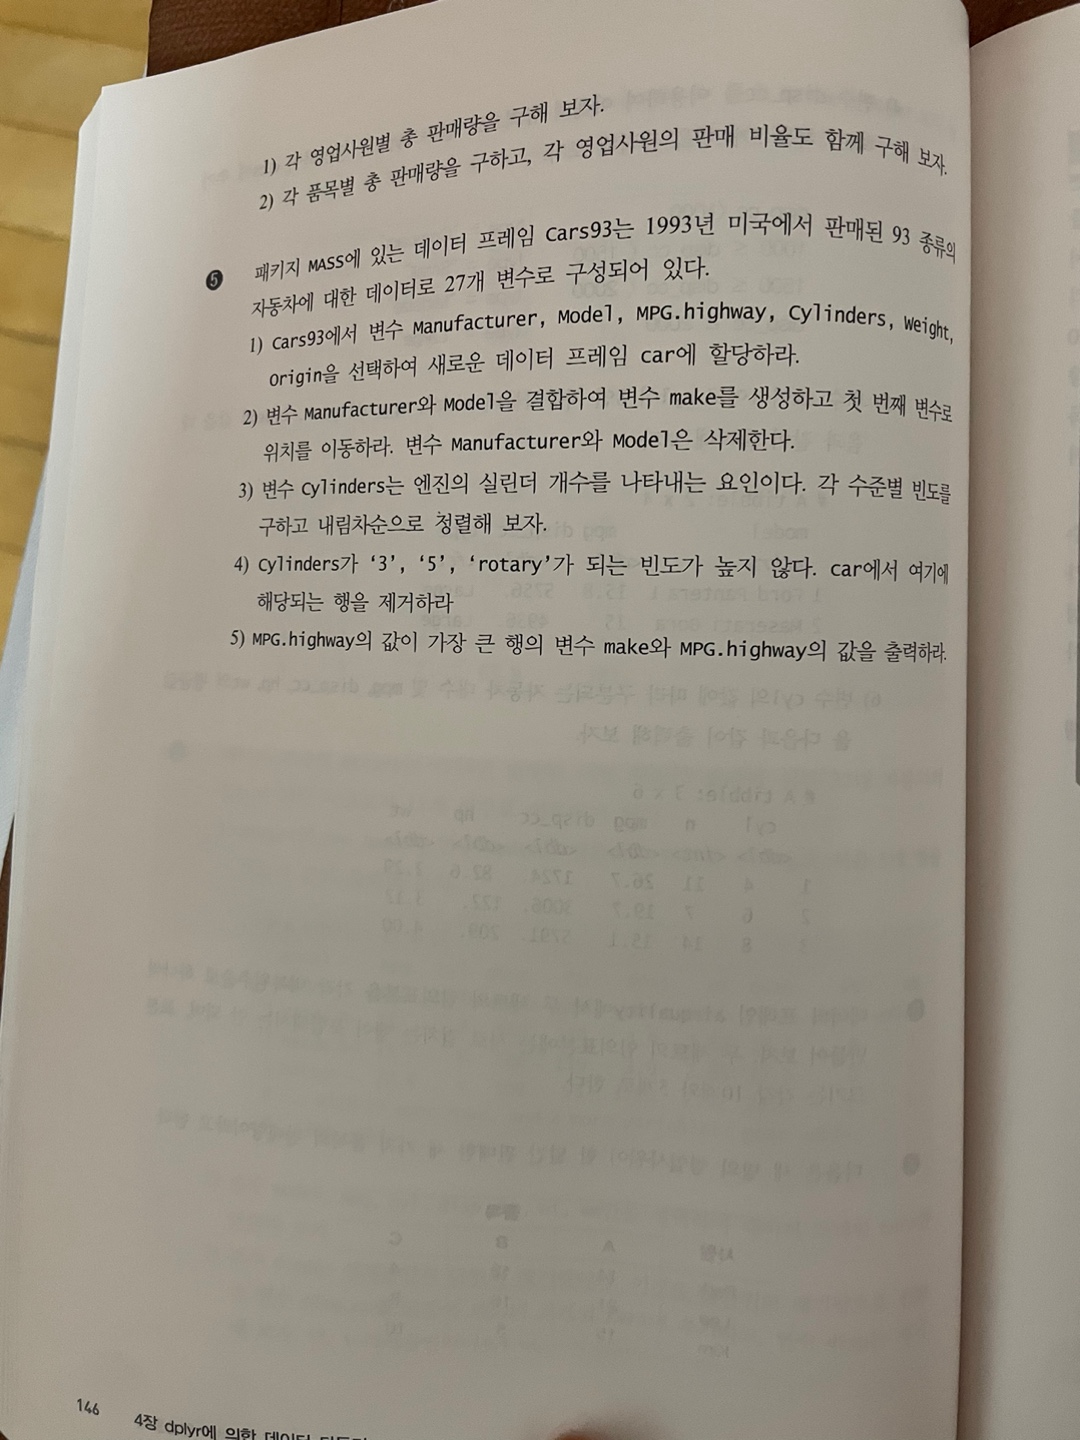 1) 각 영업사원별 총 판매량을 구해 보자.
2) 각 품목별 총 판매량을 구하고, 각 영업사원의 판매 비율도 함께 구해 보자.
5 패키지 MASS에 있는 데이터 프레임 Cars93는 1993년 미국에서 판매된 93 종류의
자동차에 대한 데이터로 27개 변수로 구성되어 있다.
1) Cars93에서 변수 Manufacturer, Model, MPG.highway, Cylinders, Weight,
Origin을 선택하여 새로운 데이터 프레임 car에 할당하라.
2) 변수 Manufacturer와 Model을 결합하여 변수 make를 생성하고 첫 번째 변수로
위치를 이동하라. 변수 Manufacturer와 Model은 삭제한다.
3) 변수 Cylinders는 엔진의 실린더 개수를 나타내는 요인이다. 각 수준별 빈도를
구하고 내림차순으로 정렬해 보자.
4) Cylinders가 ‘3’, ‘5’, ‘rotary’가 되는 빈도가 높지 않다. car에서 여기에
해당되는 행을 제거하라
5) MPG.highway의 값이 가장 큰 행의 변수 make와 MPG.highway의 값을 출력하라.
146 4장 dplyr에 의한 데이터